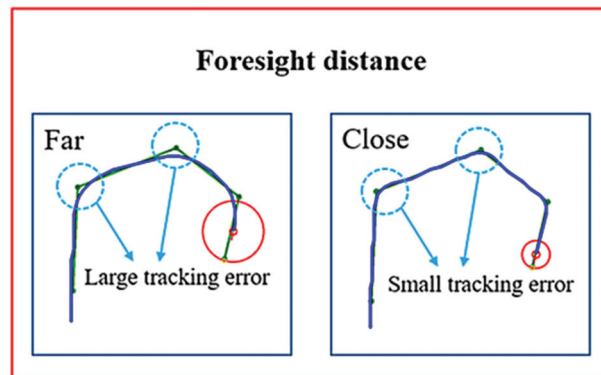 Foresight distance
Far
Large tracking error
Close
Small tracking error